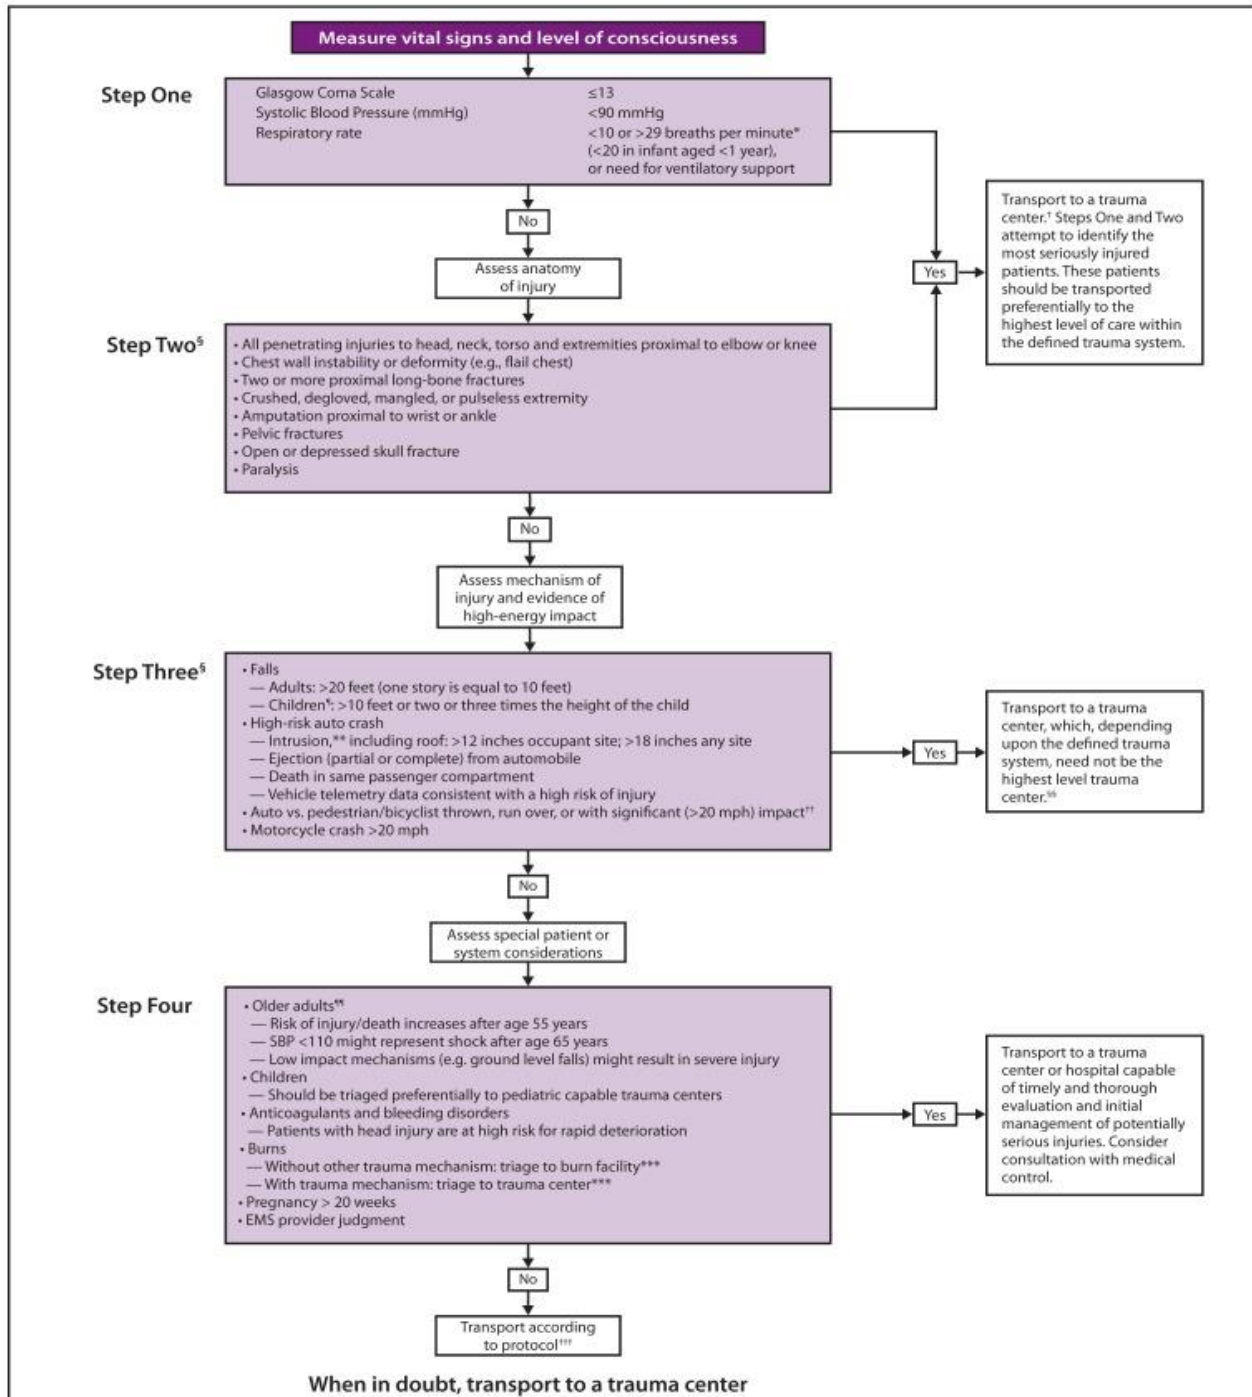 Measure vital signs and level of consciousness
Step One
Glasgow Coma Scale ≤13
Systolic Blood Pressure (mmHg) <90 mmHg
Respiratory rate <10 or >29 breaths per minute*
(<20 in infant aged <1 year),
or need for ventilatory support
No
Assess anatomy
of injury
Yes
Transport to a trauma
center.† Steps One and Two
attempt to identify the
most seriously injured
patients. These patients
should be transported
preferentially to the
highest level of care within
the defined trauma system.
Step Two§
• All penetrating injuries to head, neck, torso and extremities proximal to elbow or knee
• Chest wall instability or deformity (e.g., flail chest)
• Two or more proximal long-bone fractures
• Crushed, degloved, mangled, or pulseless extremity
• Amputation proximal to wrist or ankle
• Pelvic fractures
• Open or depressed skull fracture
• Paralysis
No
Assess mechanism of
injury and evidence of
high-energy impact
Step Three§
• Falls
— Adults: >20 feet (one story is equal to 10 feet)
— Children¶: >10 feet or two or three times the height of the child
• High-risk auto crash
— Intrusion,** including roof: >12 inches occupant site; >18 inches any site
— Ejection (partial or complete) from automobile
— Death in same passenger compartment
— Vehicle telemetry data consistent with a high risk of injury
• Auto vs. pedestrian/bicyclist thrown, run over, or with significant (>20 mph) impact††
• Motorcycle crash >20 mph
Yes
Transport to a trauma
center, which, depending
upon the defined trauma
system, need not be the
highest level trauma
center.§§
No
Assess special patient or
system considerations
Step Four
• Older adults¶¶
— Risk of injury/death increases after age 55 years
— SBP <110 might represent shock after age 65 years
— Low impact mechanisms (e.g. ground level falls) might result in severe injury
• Children
— Should be triaged preferentially to pediatric capable trauma centers
• Anticoagulants and bleeding disorders
— Patients with head injury are at high risk for rapid deterioration
• Burns
— Without other trauma mechanism: triage to burn facility***
— With trauma mechanism: triage to trauma center***
• Pregnancy > 20 weeks
• EMS provider judgment
Yes
Transport to a trauma
center or hospital capable
of timely and thorough
evaluation and initial
management of potentially
serious injuries. Consider
consultation with medical
control.
No
Transport according
to protocol†††
When in doubt, transport to a trauma center